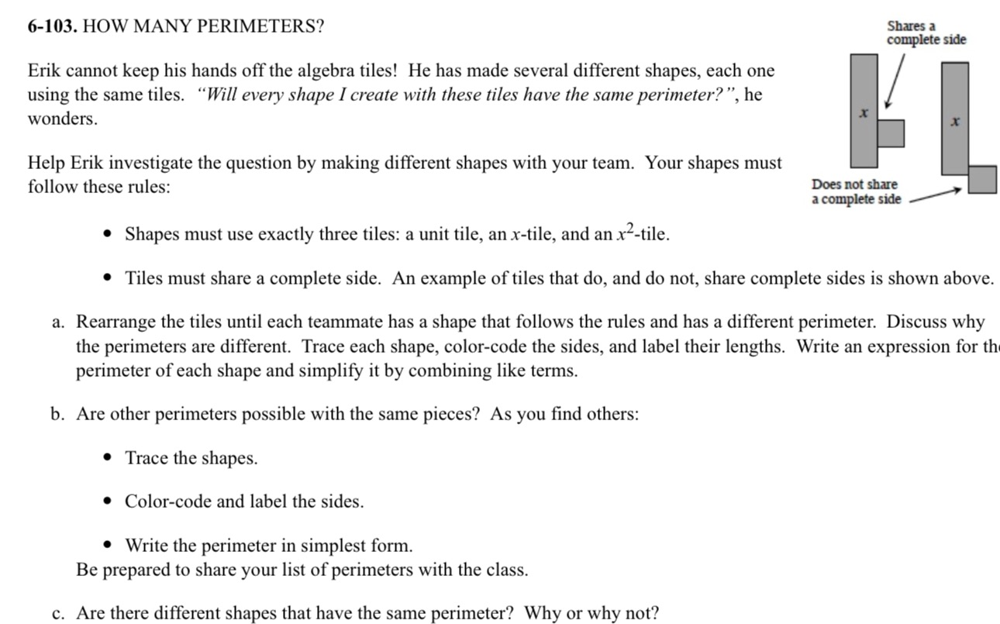 6-103. HOW MANY PERIMETERS?
Shares a
complete side
Erik cannot keep his hands off the algebra tiles!  He has made several different shapes, each one
using the same tiles.  “Will every shape I create with these tiles have the same perimeter?”, he
wonders.
x
x
Help Erik investigate the question by making different shapes with your team.  Your shapes must
follow these rules:
Does not share
a complete side
• Shapes must use exactly three tiles: a unit tile, an x-tile, and an x²-tile.
• Tiles must share a complete side.  An example of tiles that do, and do not, share complete sides is shown above.
a. Rearrange the tiles until each teammate has a shape that follows the rules and has a different perimeter.  Discuss why
the perimeters are different.  Trace each shape, color-code the sides, and label their lengths.  Write an expression for th
perimeter of each shape and simplify it by combining like terms.
b. Are other perimeters possible with the same pieces?  As you find others:
• Trace the shapes.
• Color-code and label the sides.
• Write the perimeter in simplest form.
Be prepared to share your list of perimeters with the class.
c. Are there different shapes that have the same perimeter?  Why or why not?